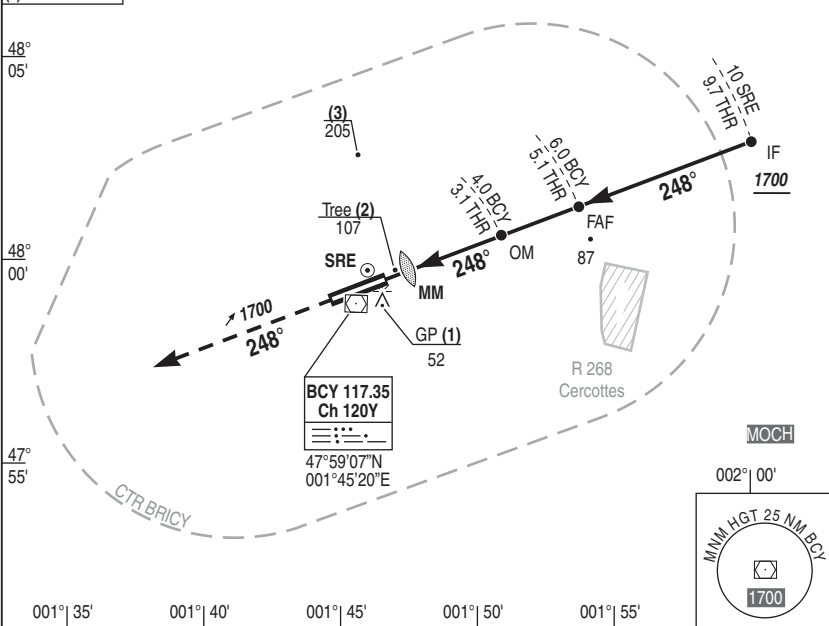 48°
05'
10 SRE
9.7 THR
(3)
205
IF
1700
6.0 BCY
5.1 THR
248°
4.0 BCY
3.1 THR
Tree (2)
107
FAF
48°
00'
SRE
248°
OM
87
MM
1700
248°
GP (1)
52
R 268
Cercottes
BCY 117.35
Ch 120Y
47°59'07"N
001°45'20"E
MOCH
47°
55'
002° 00'
CTR BRICY
MNM HGT 25 NM BCY
1700
001° 35'
001° 40'
001° 45'
001° 50'
001° 55'